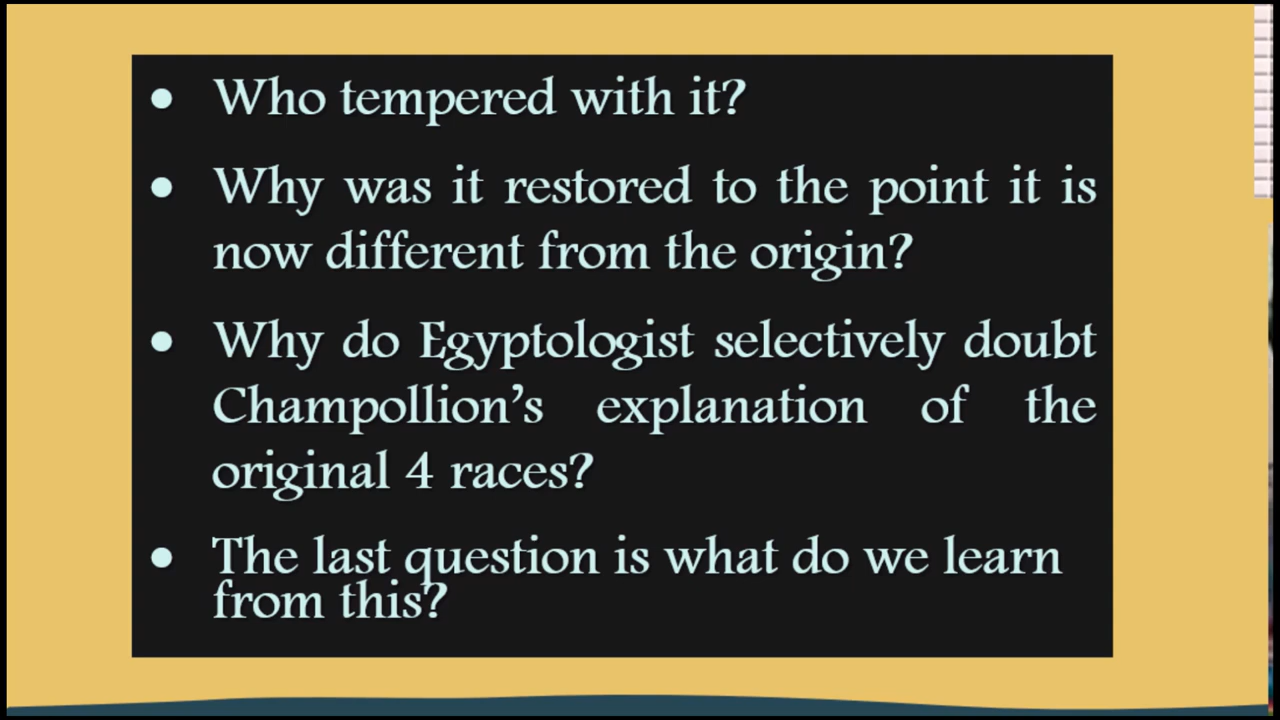 • Who tempered with it?
• Why was it restored to the point it is
now different from the origin?
• Why do Egyptologist selectively doubt
Champollion’s explanation of the
original 4 races?
• The last question is what do we learn
from this?